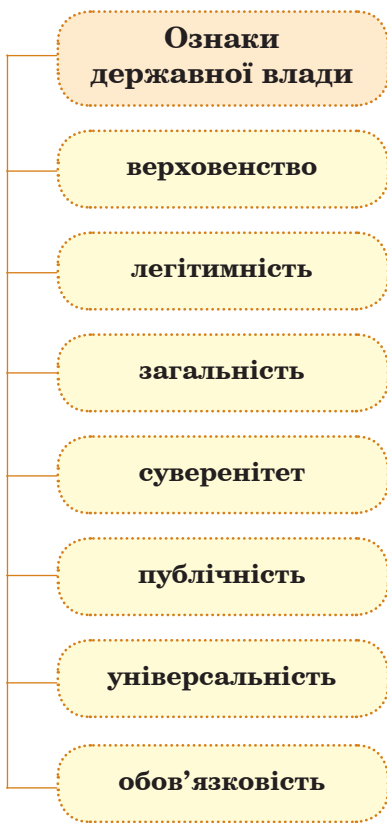 Ознаки
державної влади
верховенство
легітимність
загальність
суверенітет
публічність
універсальність
обов’язковість